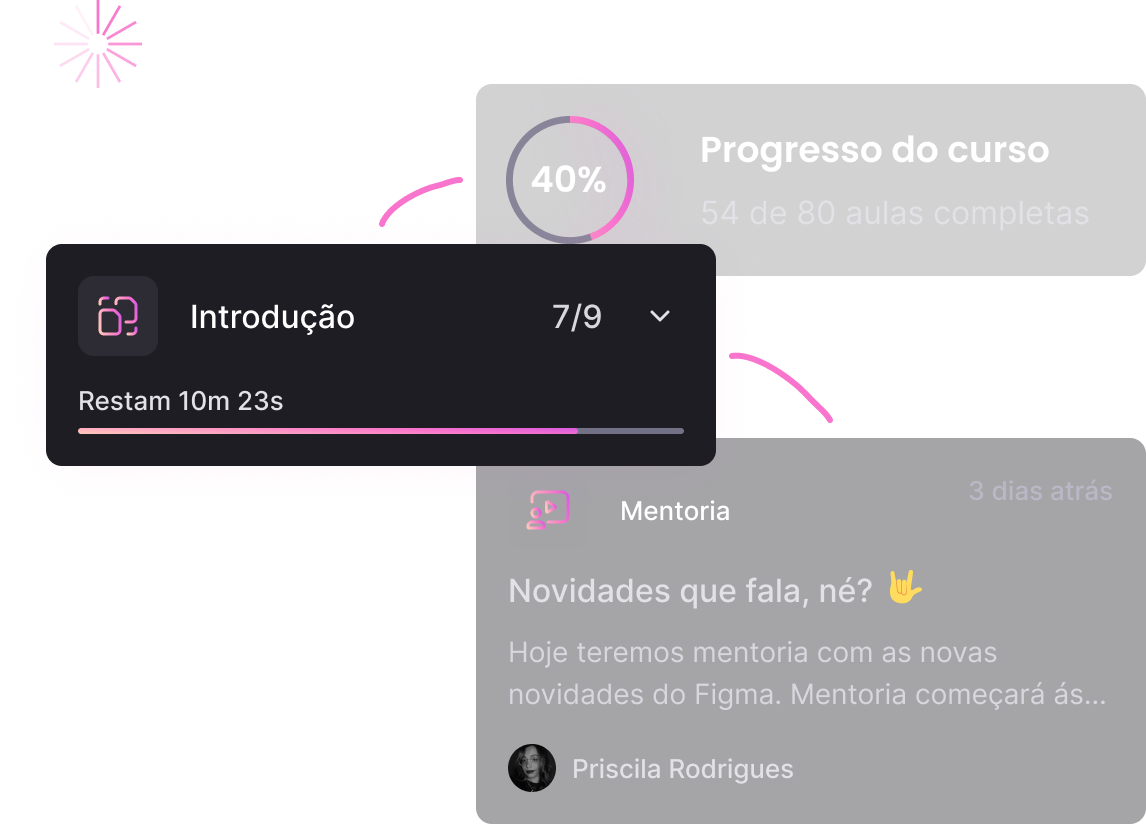 40%
Progresso do curso
54 de 80 aulas completas
Introdução
7/9
Restam 10m 23s
Mentoria
3 dias atrás
Novidades que fala, né? 🤟
Hoje teremos mentoria com as novas
novidades do Figma. Mentoria começará ás...
Priscila Rodrigues